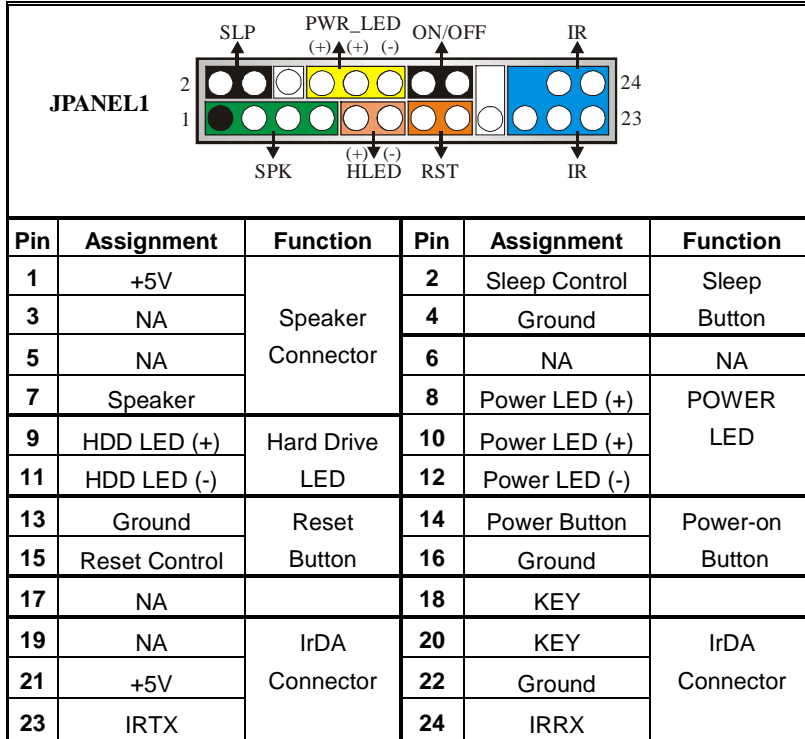 SLP PWR_LED ON/OFF IR
(+) (+) (-)
2 24
JPANEL1
1 23
(+) (-)
SPK HLED RST IR
Pin Assignment Function Pin Assignment Function
1 +5V Speaker Connector 2 Sleep Control Sleep Button
3 NA 4 Ground
5 NA 6 NA NA
7 Speaker 8 Power LED (+) POWER LED
9 HDD LED (+) Hard Drive LED 10 Power LED (+)
11 HDD LED (-) 12 Power LED (-)
13 Ground Reset Button 14 Power Button Power-on Button
15 Reset Control 16 Ground
17 NA 18 KEY
19 NA IrDA Connector 20 KEY IrDA Connector
21 +5V 22 Ground
23 IRTX 24 IRRX